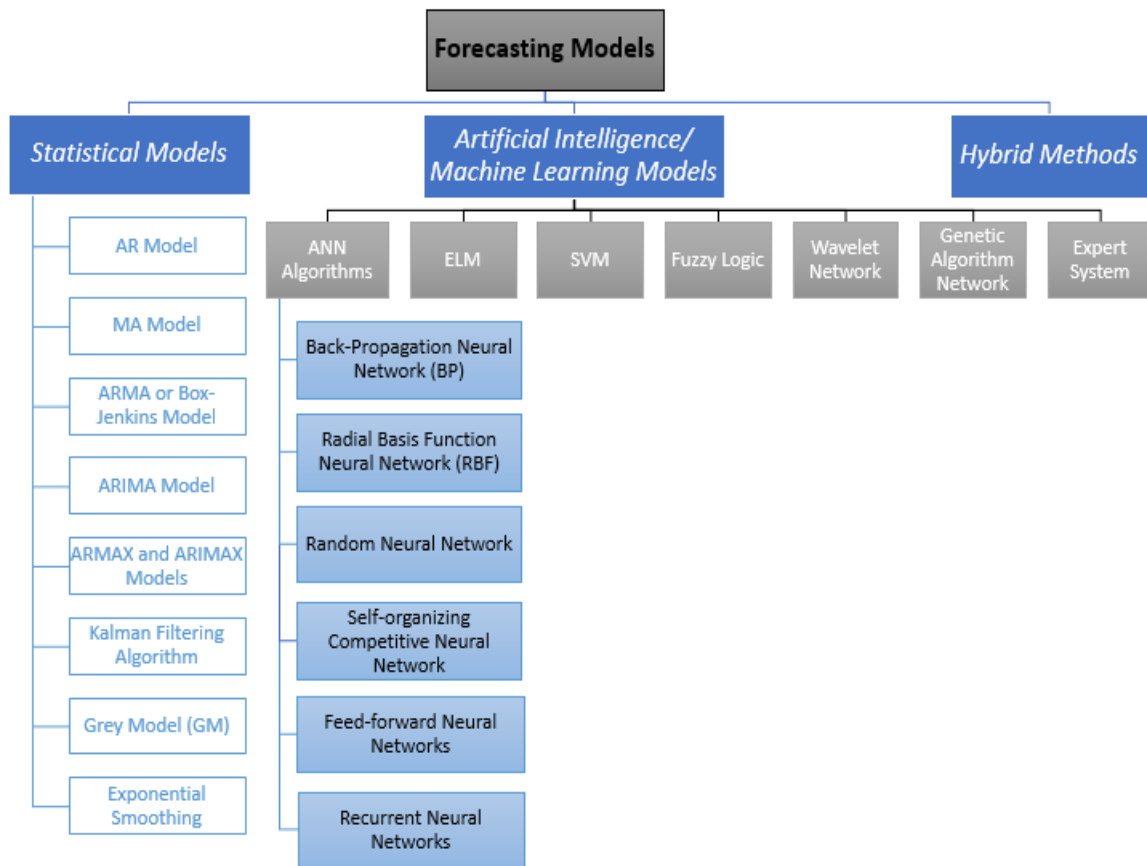 Forecasting Models
Statistical Models
Artificial Intelligence/
Machine Learning Models
Hybrid Methods
AR Model
MA Model
ARMA or Box-
Jenkins Model
ARIMA Model
ARMAX and ARIMAX
Models
Kalman Filtering
Algorithm
Grey Model (GM)
Exponential
Smoothing
ANN
Algorithms
ELM
SVM
Fuzzy Logic
Wavelet
Network
Genetic
Algorithm
Network
Expert
System
Back-Propagation Neural
Network (BP)
Radial Basis Function
Neural Network (RBF)
Random Neural Network
Self-organizing
Competitive Neural
Network
Feed-forward Neural
Networks
Recurrent Neural
Networks